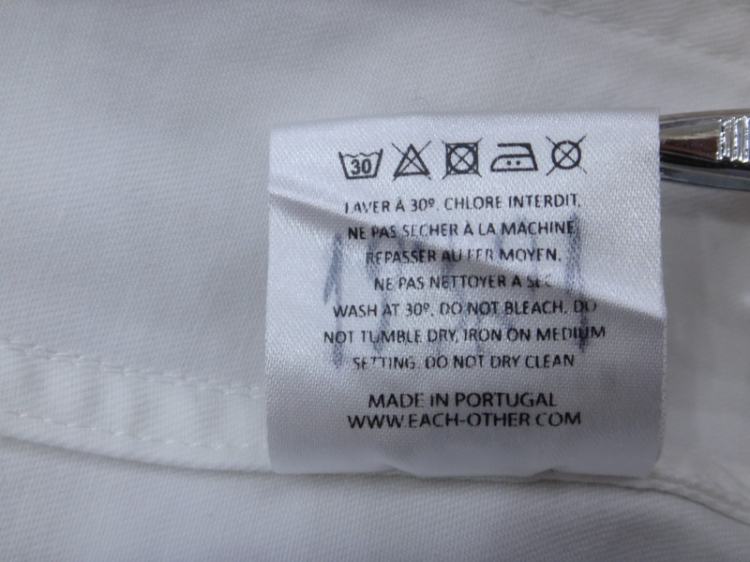 30
LAVER À 30º. CHLORE INTERDIT.
NE PAS SECHER À LA MACHINE.
REPASSER AU FER MOYEN.
NE PAS NETTOYER A SEC
WASH AT 30º. DO NOT BLEACH. DO
NOT TUMBLE DRY, IRON ON MEDIUM
SETTING. DO NOT DRY CLEAN
MADE IN PORTUGAL
WWW.EACH-OTHER.COM